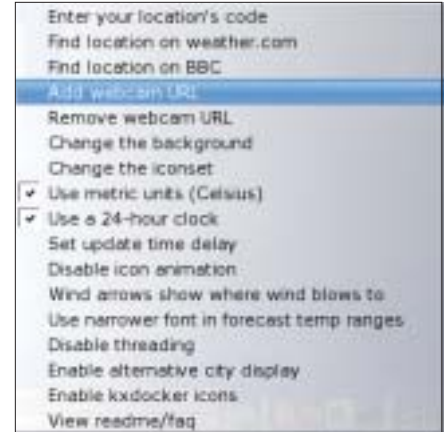 Enter your location's code
Find location on weather.com
Find location on BBC
Add webcam URL
Remove webcam URL
Change the background
Change the iconset
Use metric units (Celsius)
Use a 24-hour clock
Set update time delay
Disable icon animation
Wind arrows show where wind blows to
Use narrower font in forecast temp ranges
Disable threading
Enable alternative city display
Enable kxdocker icons
View readme/faq